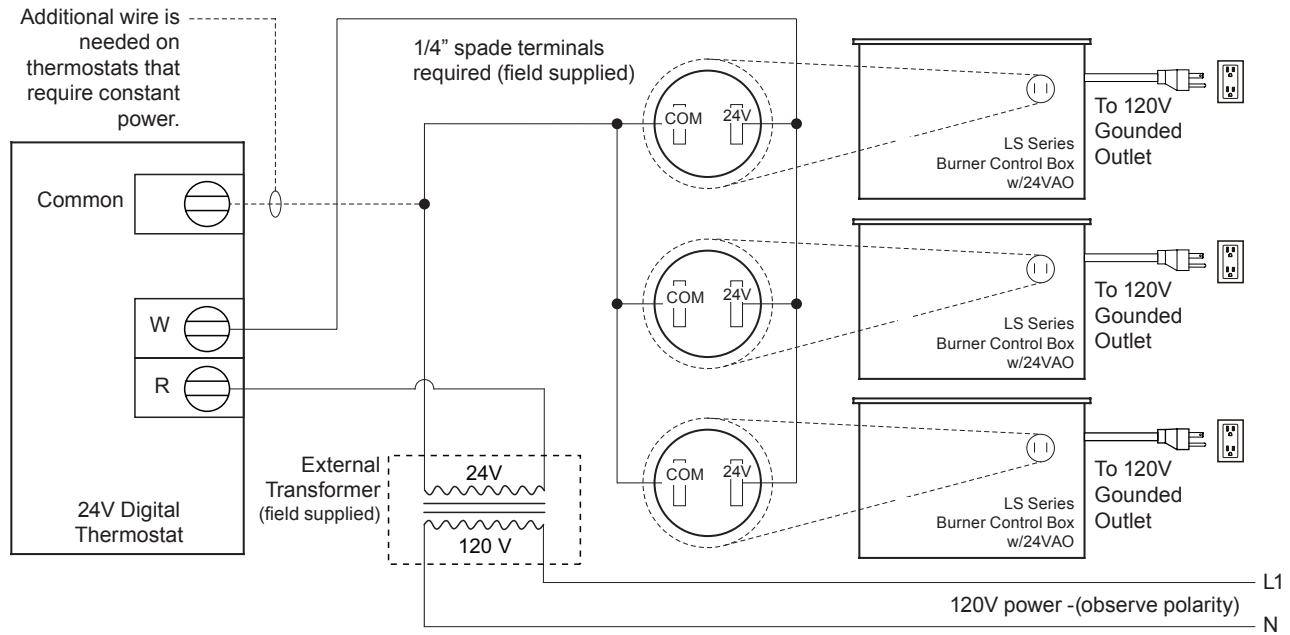 Additional wire is
needed on
thermostats that
require constant
power.
1/4” spade terminals
required (field supplied)
Common
W
R
24V Digital
Thermostat
External
Transformer
(field supplied)
24V
120 V
COM 24V
COM 24V
COM 24V
LS Series
Burner Control Box
w/24VAO
To 120V
Gounded
Outlet
LS Series
Burner Control Box
w/24VAO
To 120V
Gounded
Outlet
LS Series
Burner Control Box
w/24VAO
To 120V
Gounded
Outlet
L1
120V power -(observe polarity)
N